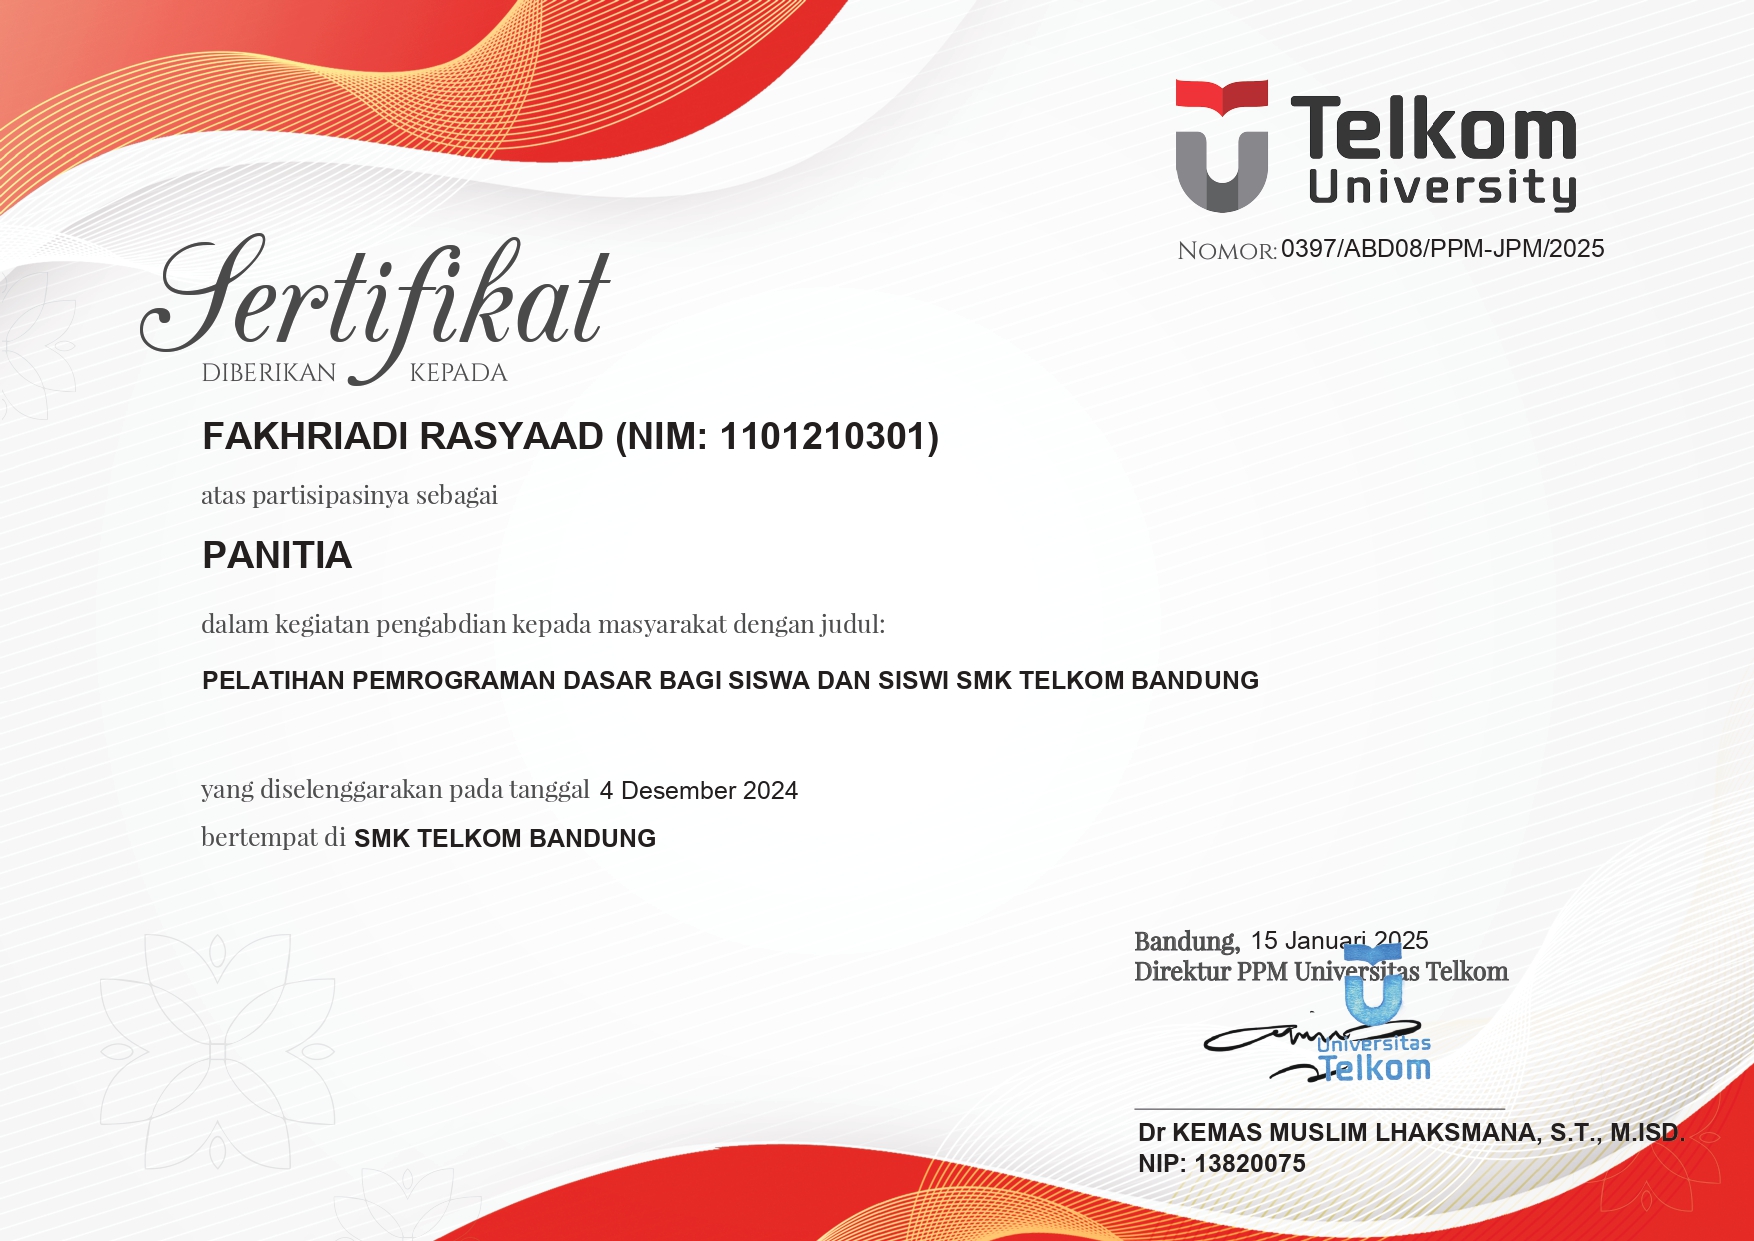 Telkom
University
NOMOR: 0397/ABD08/PPM-JPM/2025
Sertifikat
DIBERIKAN KEPADA
FAKHRIADI RASYAAD (NIM: 1101210301)
atas partisipasinya sebagai
PANITIA
dalam kegiatan pengabdian kepada masyarakat dengan judul:
PELATIHAN PEMROGRAMAN DASAR BAGI SISWA DAN SISWI SMK TELKOM BANDUNG
yang diselenggarakan pada tanggal 4 Desember 2024
bertempat di SMK TELKOM BANDUNG
Bandung, 15 Januari 2025
Direktur PPM Universitas Telkom
Universitas
Telkom
Dr KEMAS MUSLIM LHAKSMANA, S.T., M.ISD.
NIP: 13820075